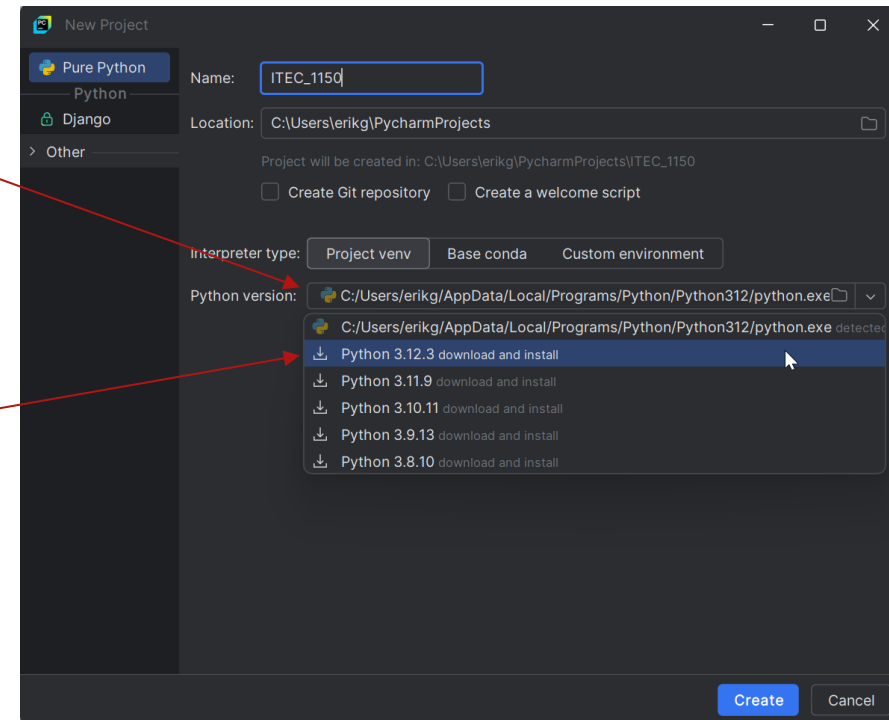 PC
New Project
Pure Python
Python
Django
Other
Name: ITEC_1150
Location: C:\Users\erikg\PycharmProjects
Project will be created in: C:\Users\erikg\PycharmProjects\ITEC_1150
Create Git repository Create a welcome script
Interpreter type: Project venv Base conda Custom environment
Python version: C:/Users/erikg/AppData/Local/Programs/Python/Python312/python.exe
C:/Users/erikg/AppData/Local/Programs/Python/Python312/python.exe detected
Python 3.12.3 download and install
Python 3.11.9 download and install
Python 3.10.11 download and install
Python 3.9.13 download and install
Python 3.8.10 download and install
Create Cancel